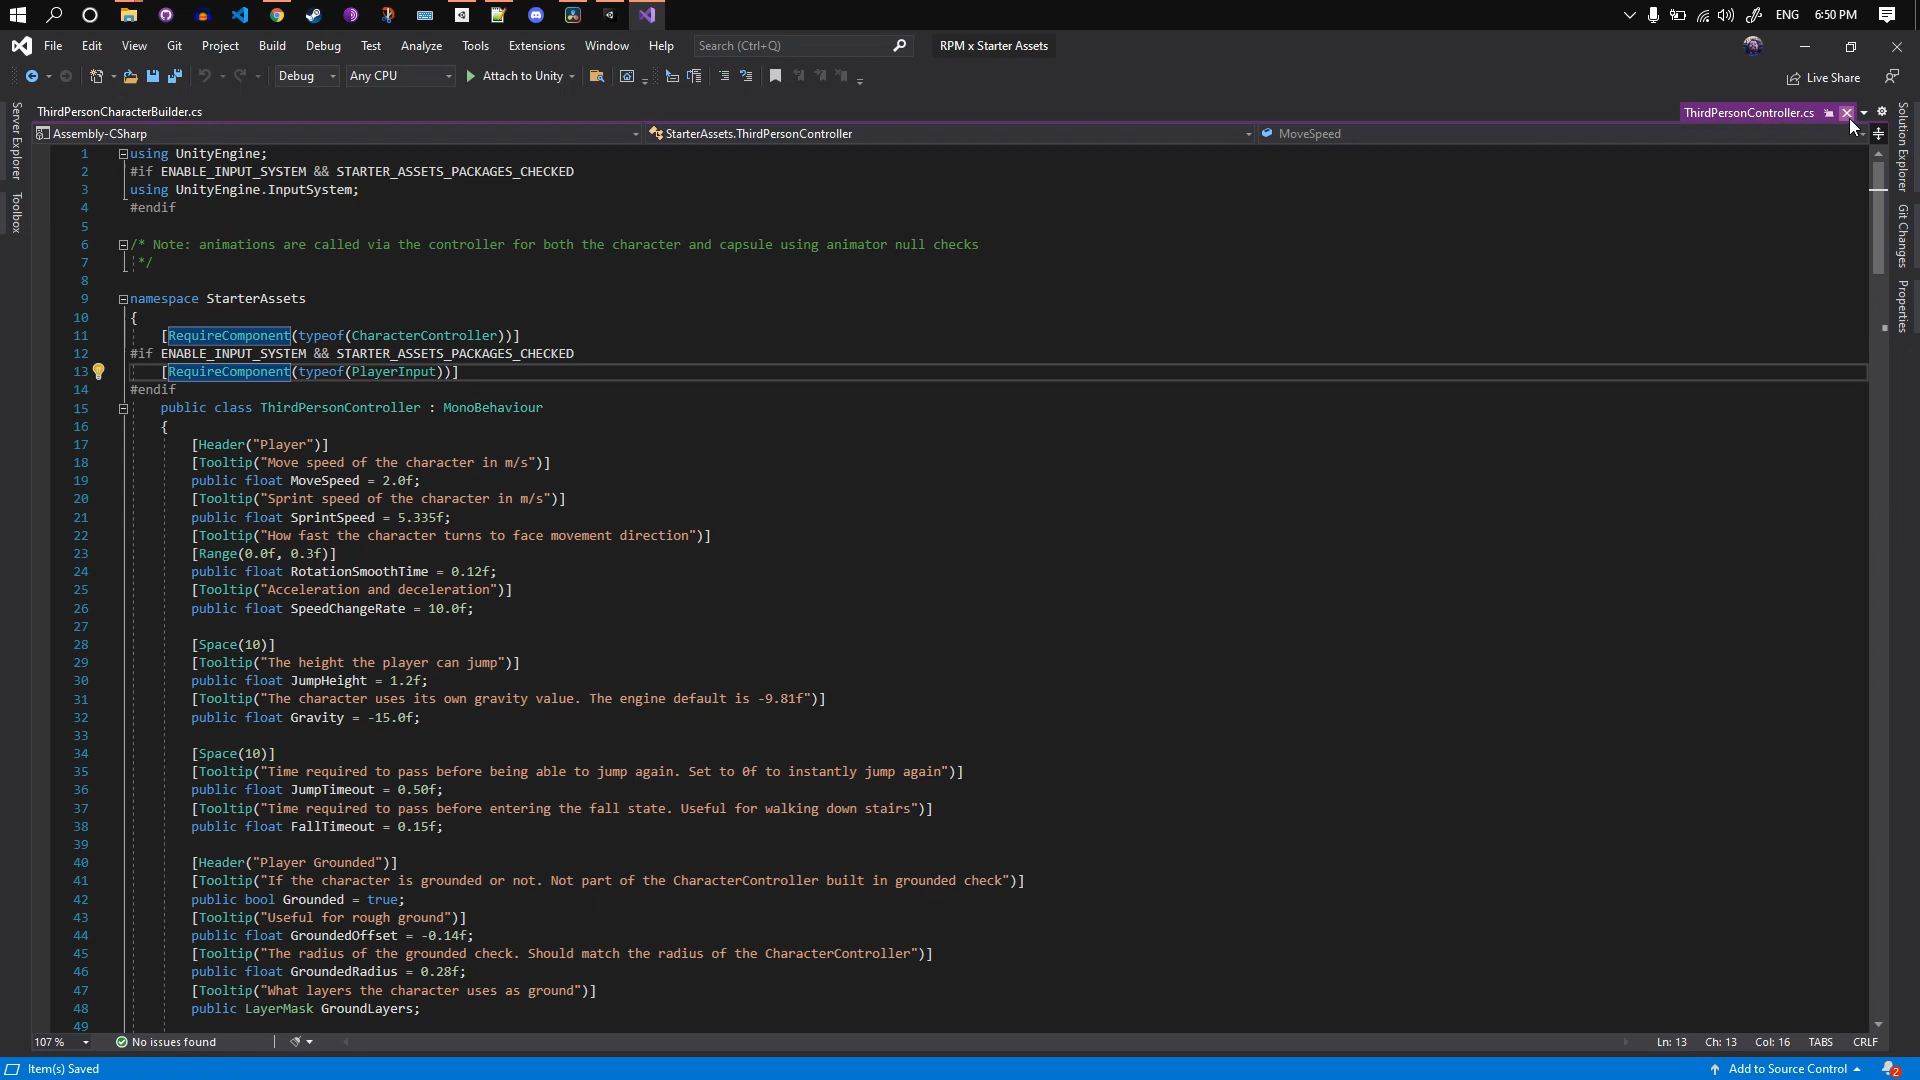 ENG 6:50 PM
File Edit View Git Project Build Debug Test Analyze Tools Extensions Window Help Search (Ctrl+Q) RPM x Starter Assets
Debug Any CPU Attach to Unity Live Share
ThirdPersonCharacterBuilder.cs ThirdPersonController.cs
Assembly-CSharp StarterAssets.ThirdPersonController MoveSpeed
Server Explorer
Toolbox
Solution Explorer
Git Changes
Properties
1 using UnityEngine;
2 #if ENABLE_INPUT_SYSTEM && STARTER_ASSETS_PACKAGES_CHECKED
3 using UnityEngine.InputSystem;
4 #endif
5
6 /* Note: animations are called via the controller for both the character and capsule using animator null checks
7 */
8
9 namespace StarterAssets
10 {
11 [RequireComponent(typeof(CharacterController))]
12 #if ENABLE_INPUT_SYSTEM && STARTER_ASSETS_PACKAGES_CHECKED
13 [RequireComponent(typeof(PlayerInput))]
14 #endif
15 public class ThirdPersonController : MonoBehaviour
16 {
17 [Header("Player")]
18 [Tooltip("Move speed of the character in m/s")]
19 public float MoveSpeed = 2.0f;
20 [Tooltip("Sprint speed of the character in m/s")]
21 public float SprintSpeed = 5.335f;
22 [Tooltip("How fast the character turns to face movement direction")]
23 [Range(0.0f, 0.3f)]
24 public float RotationSmoothTime = 0.12f;
25 [Tooltip("Acceleration and deceleration")]
26 public float SpeedChangeRate = 10.0f;
27
28 [Space(10)]
29 [Tooltip("The height the player can jump")]
30 public float JumpHeight = 1.2f;
31 [Tooltip("The character uses its own gravity value. The engine default is -9.81f")]
32 public float Gravity = -15.0f;
33
34 [Space(10)]
35 [Tooltip("Time required to pass before being able to jump again. Set to 0f to instantly jump again")]
36 public float JumpTimeout = 0.50f;
37 [Tooltip("Time required to pass before entering the fall state. Useful for walking down stairs")]
38 public float FallTimeout = 0.15f;
39
40 [Header("Player Grounded")]
41 [Tooltip("If the character is grounded or not. Not part of the CharacterController built in grounded check")]
42 public bool Grounded = true;
43 [Tooltip("Useful for rough ground")]
44 public float GroundedOffset = -0.14f;
45 [Tooltip("The radius of the grounded check. Should match the radius of the CharacterController")]
46 public float GroundedRadius = 0.28f;
47 [Tooltip("What layers the character uses as ground")]
48 public LayerMask GroundLayers;
49
107 % No issues found Ln: 13 Ch: 13 Col: 16 TABS CRLF
Item(s) Saved Add to Source Control 2